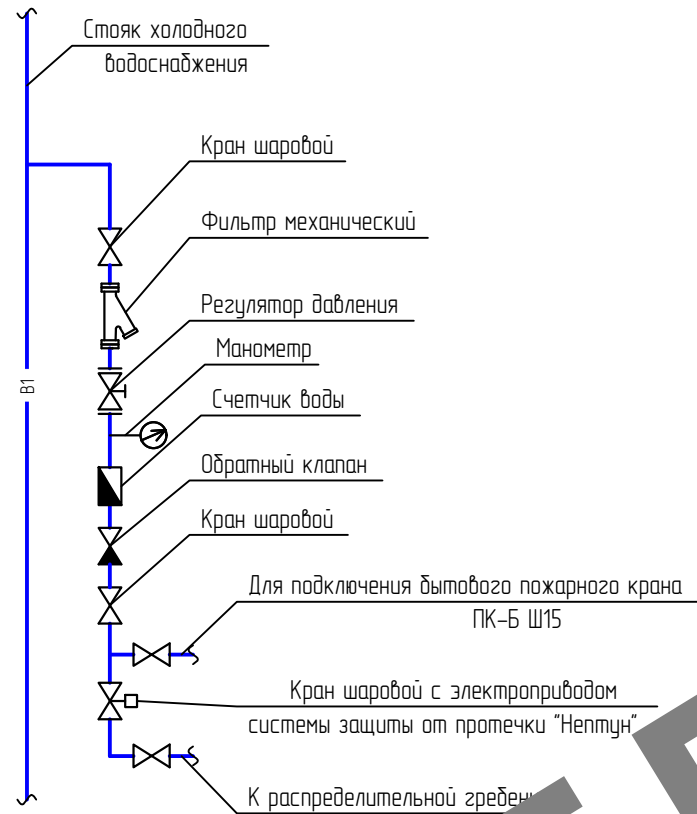 Стояк холодного
водоснабжения
Кран шаровой
Фильтр механический
Регулятор давления
Манометр
В1
Счетчик воды
Обратный клапан
Кран шаровой
Для подключения бытового пожарного крана
ПК-Б Ш15
Кран шаровой с электроприводом
системы защиты от протечки "Нептун"
К распределительной